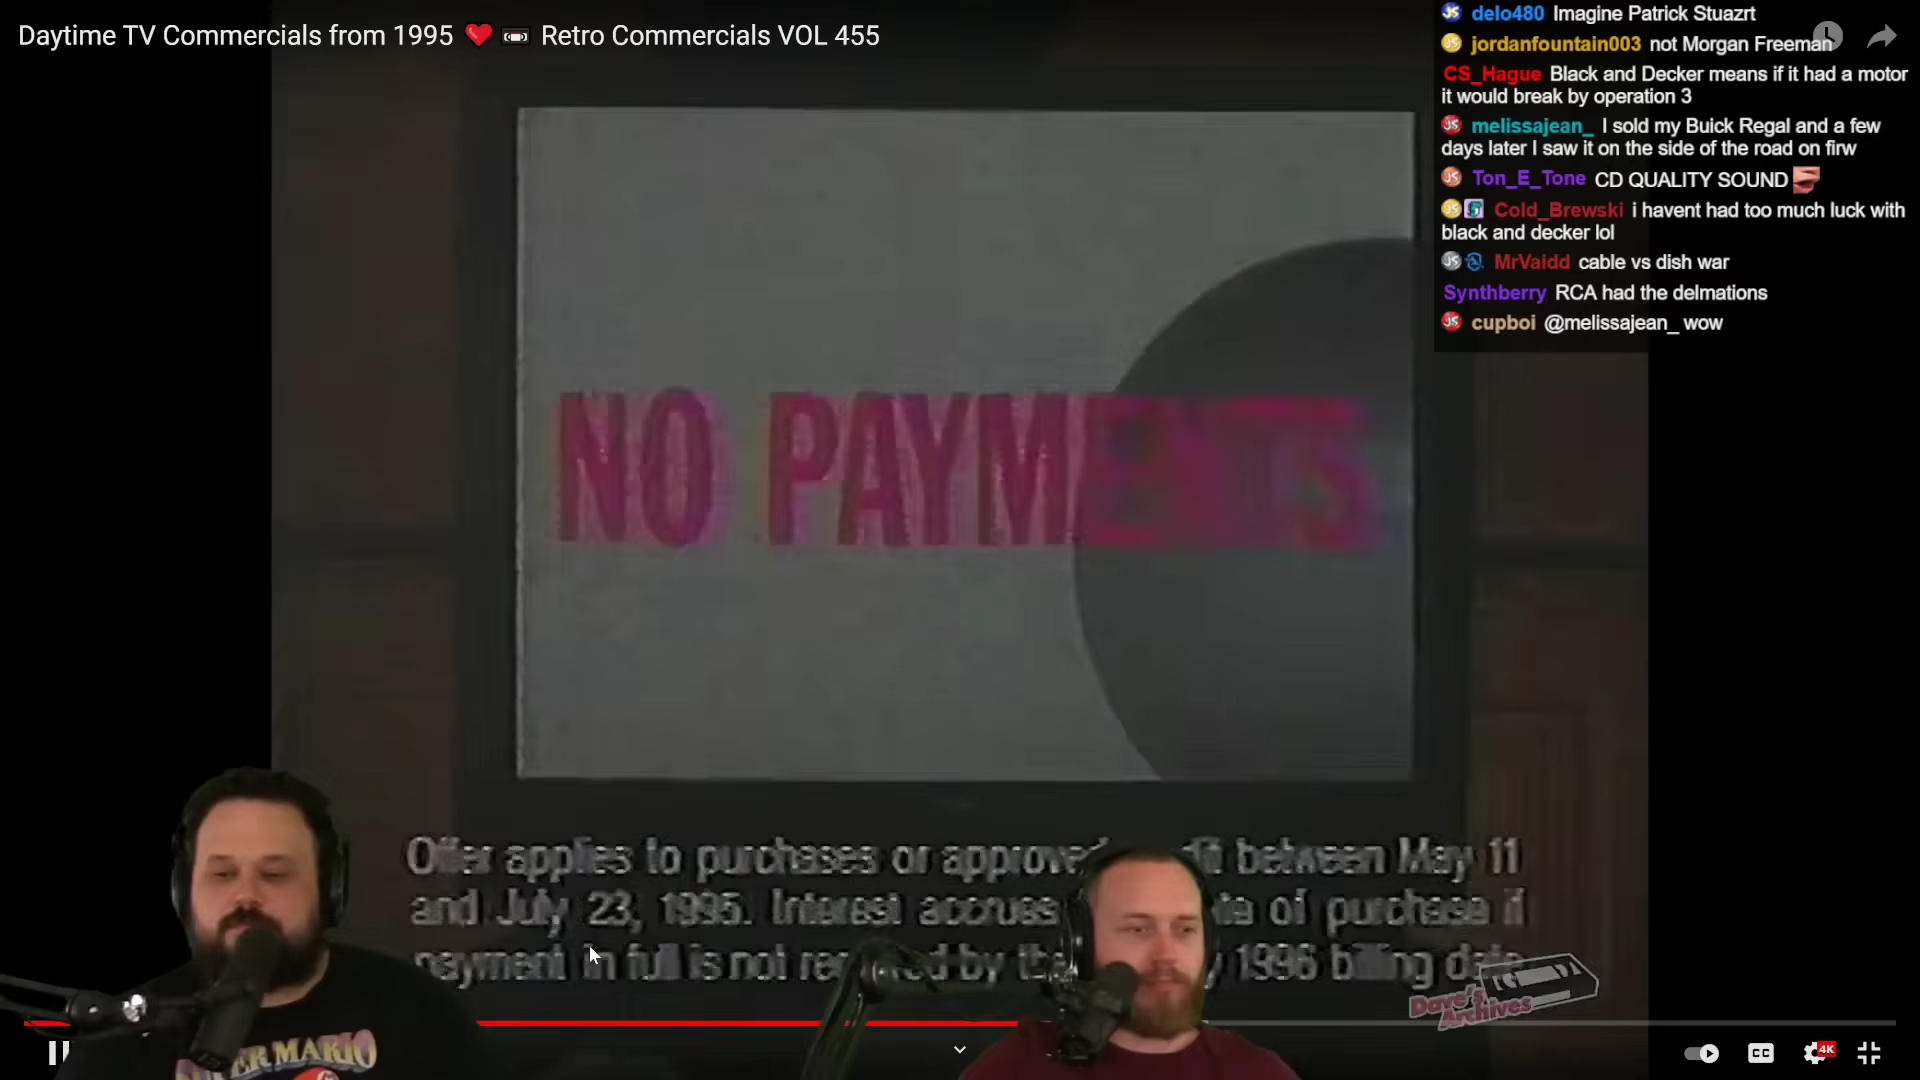 Daytime TV Commercials from 1995 ❤️ 📼 Retro Commercials VOL 455
delo480 Imagine Patrick Stuazrt
jordanfountain003 not Morgan Freeman
CS_Hague Black and Decker means if it had a motor
it would break by operation 3
melissajean_ I sold my Buick Regal and a few
days later I saw it on the side of the road on firw
Ton_E_Tone CD QUALITY SOUND
Cold_Brewski i havent had too much luck with
black and decker lol
MrVaidd cable vs dish war
Synthberry RCA had the delmations
cupboi @melissajean_ wow
NO PAYMENTS
Offer applies to purchases or approved between May 11
and July 23, 1995. Interest accrues of purchase if
payment in full is not by the 1996 billing date
Dave's
Archives
ER MARIO
CC
4K